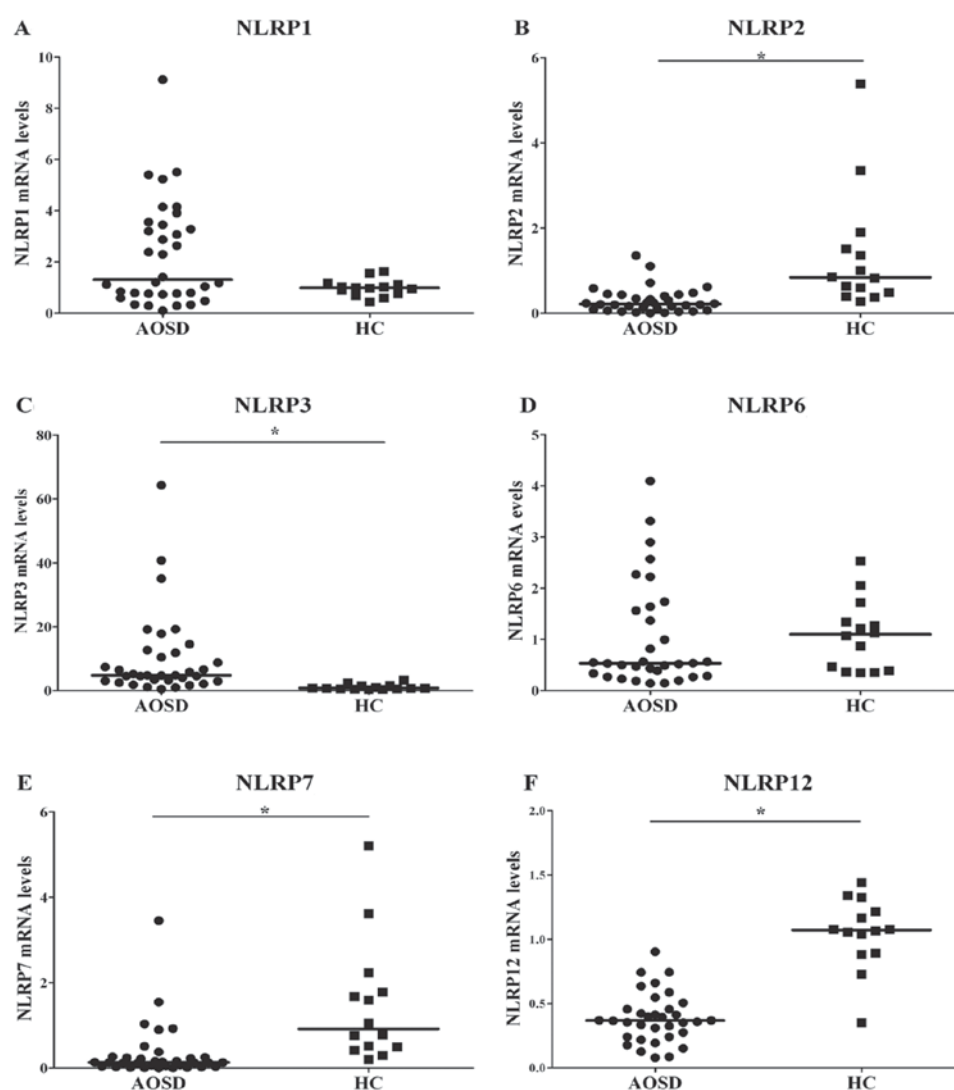 A NLRP1
NLRP1 mRNA levels
10
8
6
4
2
0
AOSD HC
B NLRP2
*
NLRP2 mRNA levels
6
4
2
0
AOSD HC
C NLRP3
*
NLRP3 mRNA levels
80
60
40
20
0
AOSD HC
D NLRP6
NLRP6 mRNA evels
5
4
3
2
1
0
AOSD HC
E NLRP7
*
NLRP7 mRNA levels
6
4
2
0
AOSD HC
F NLRP12
*
NLRP12 mRNA levels
2.0
1.5
1.0
0.5
0.0
AOSD HC